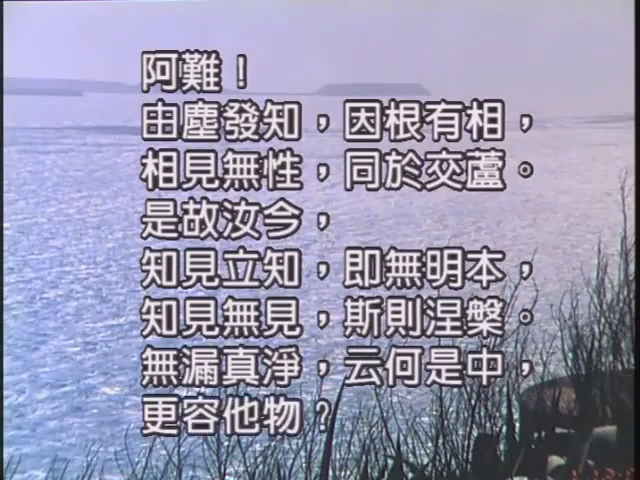 阿難！
由塵發知，因根有相，
相見無性，同於交蘆。
是故汝今，
知見立知，即無明本，
知見無見，斯則涅槃。
無漏真淨，云何是中，
更容他物？